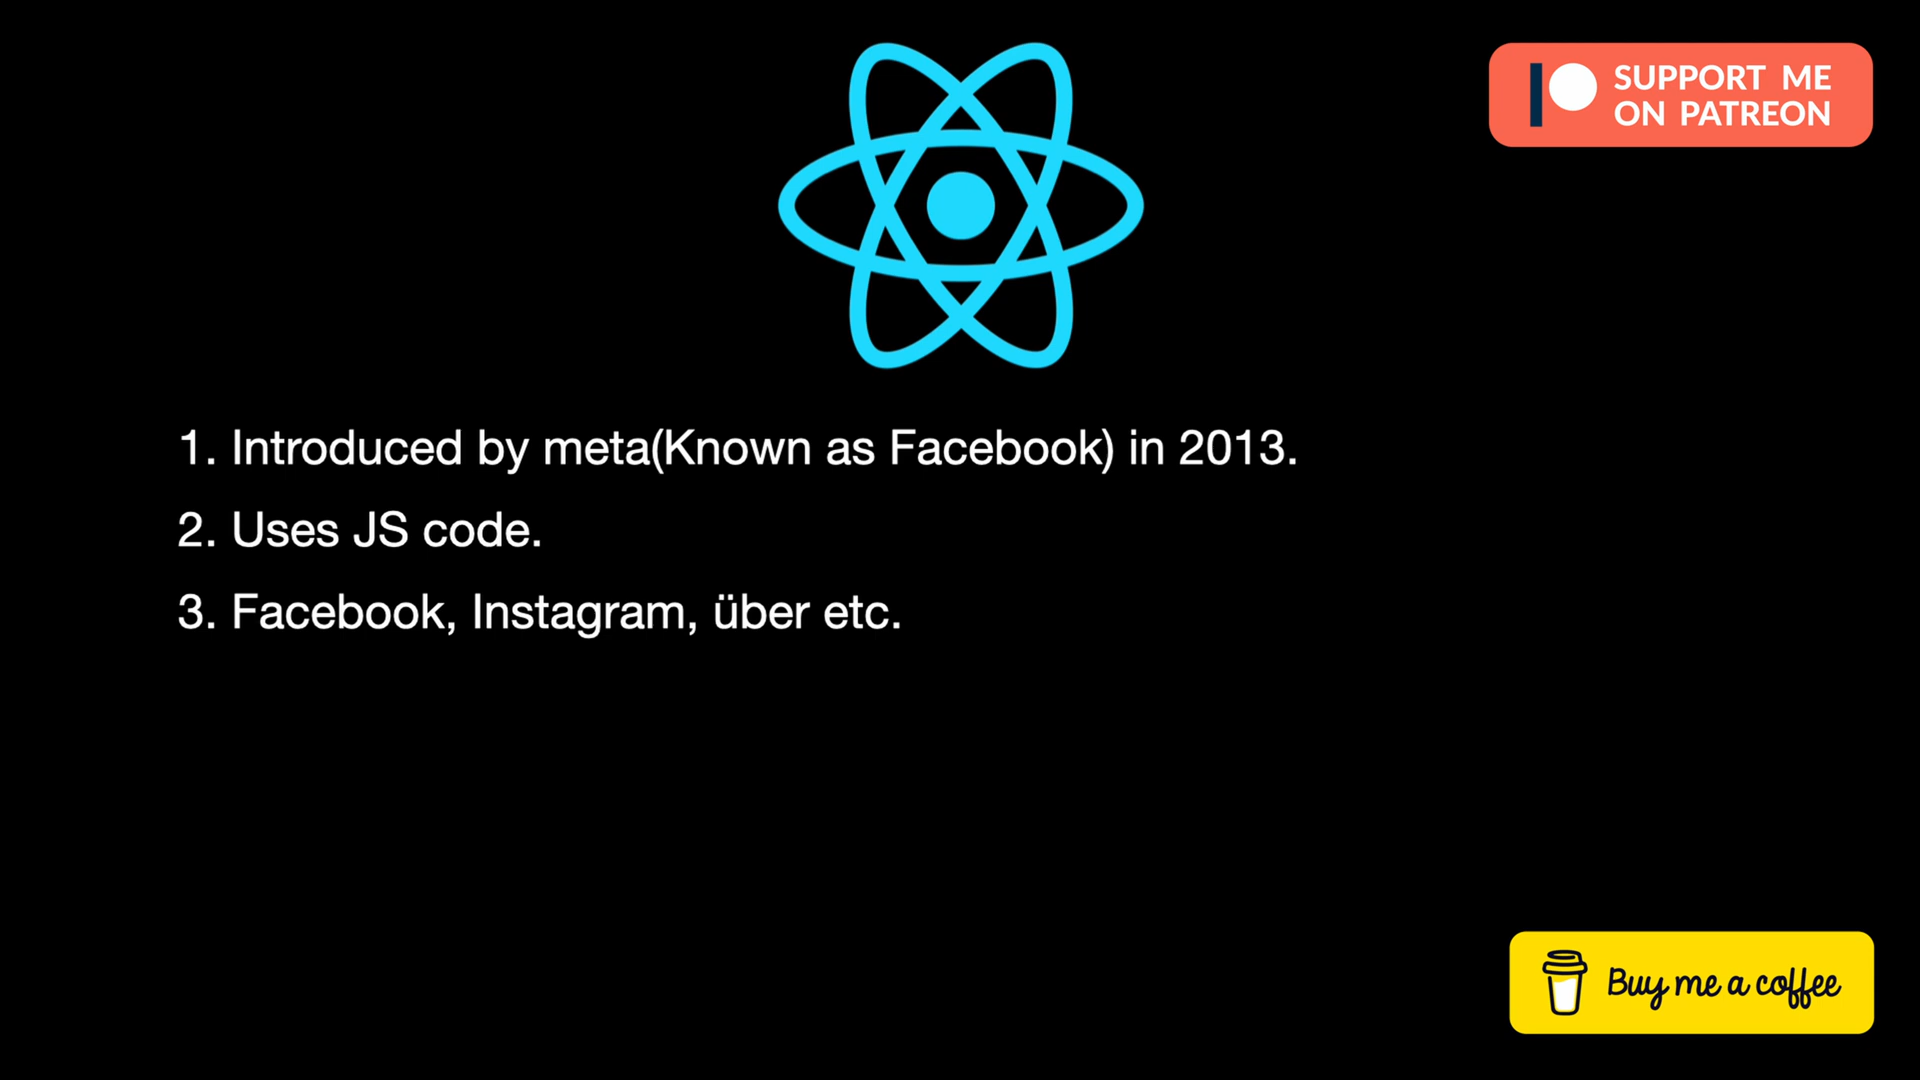 SUPPORT ME
ON PATREON
1. Introduced by meta(Known as Facebook) in 2013.
2. Uses JS code.
3. Facebook, Instagram, über etc.
Buy me a coffee